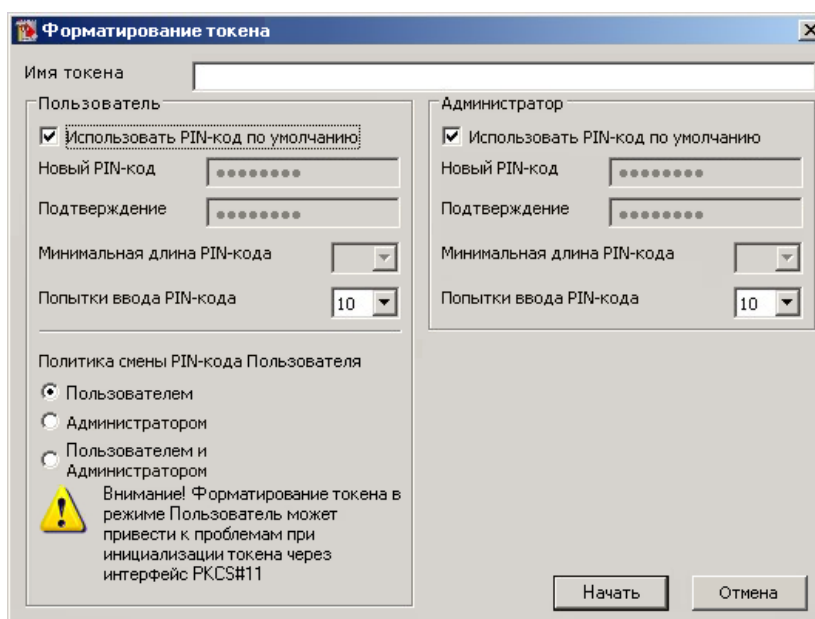 Форматирование токена
Имя токена
Пользователь
Использовать PIN-код по умолчанию
Новый PIN-код
Подтверждение
Минимальная длина PIN-кода
Попытки ввода PIN-кода 10
Политика смены PIN-кода Пользователя
Пользователем
Администратором
Пользователем и
Администратором
Внимание! Форматирование токена в
режиме Пользователь может
привести к проблемам при
инициализации токена через
интерфейс PKCS#11
Администратор
Использовать PIN-код по умолчанию
Новый PIN-код
Подтверждение
Минимальная длина PIN-кода
Попытки ввода PIN-кода 10
Начать Отмена